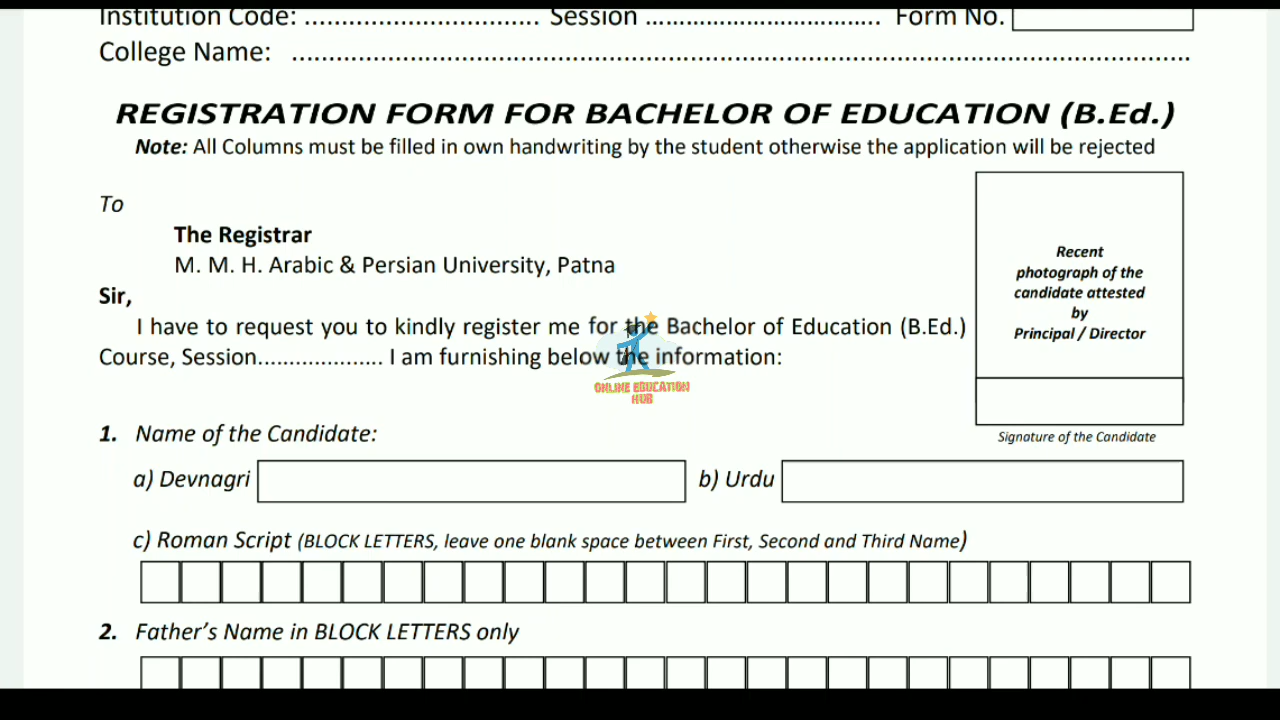 Institution Code: ................................ Session ................................ Form No.
College Name: ..........................................................................................................................
REGISTRATION FORM FOR BACHELOR OF EDUCATION (B.Ed.)
Note: All Columns must be filled in own handwriting by the student otherwise the application will be rejected
To
The Registrar
M. M. H. Arabic & Persian University, Patna
Sir,
I have to request you to kindly register me for the Bachelor of Education (B.Ed.)
Course, Session.................... I am furnishing below the information:
Recent
photograph of the
candidate attested
by
Principal / Director
Signature of the Candidate
ONLINE EDUCATION
HUB
1. Name of the Candidate:
a) Devnagri b) Urdu
c) Roman Script (BLOCK LETTERS, leave one blank space between First, Second and Third Name)
2. Father's Name in BLOCK LETTERS only